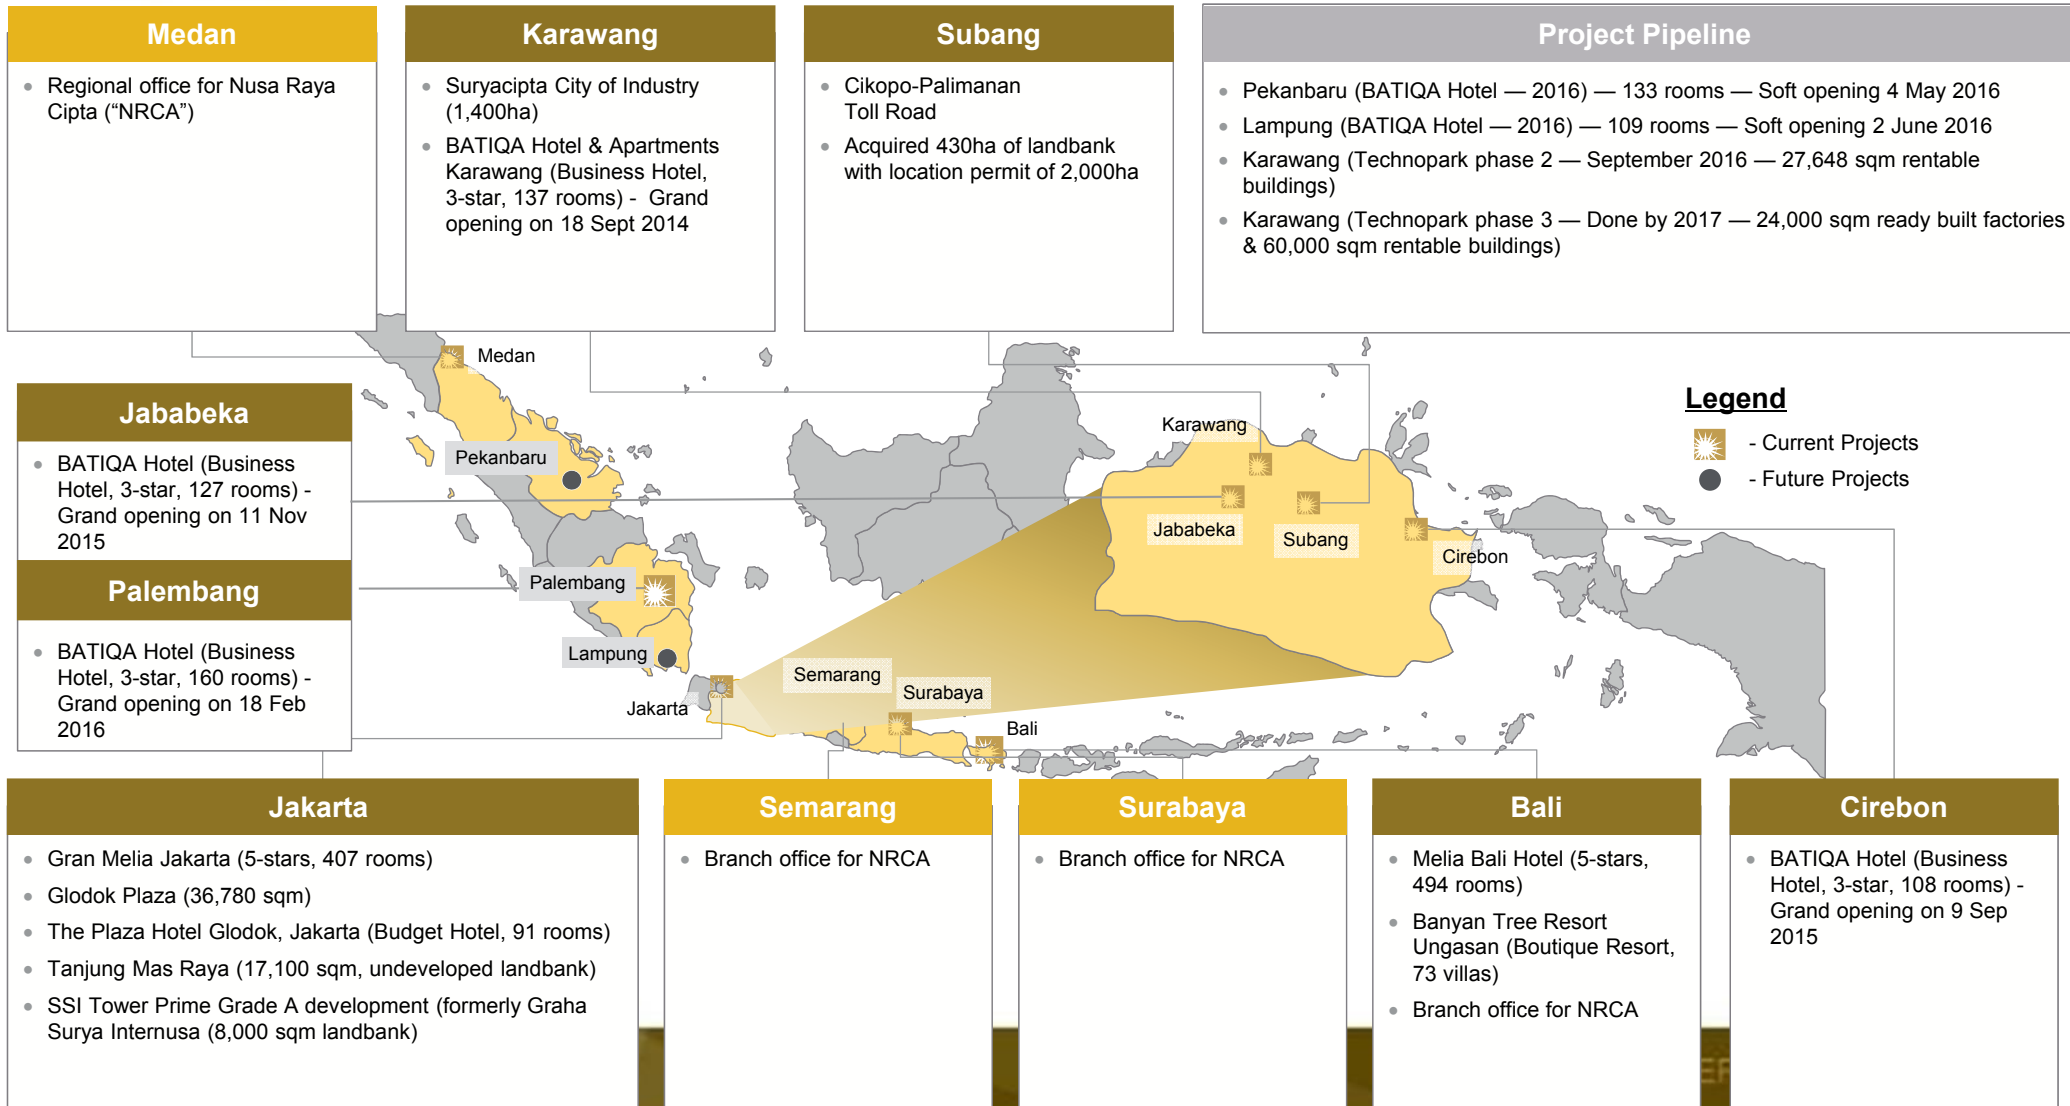 Medan
Regional office for Nusa Raya
Cipta (“NRCA”)
Karawang
Suryacipta City of Industry
(1,400ha)
BATIQA Hotel & Apartments
Karawang (Business Hotel,
3-star, 137 rooms) - Grand
opening on 18 Sept 2014
Subang
Cikopo-Palimanan
Toll Road
Acquired 430ha of landbank
with location permit of 2,000ha
Project Pipeline
Pekanbaru (BATIQA Hotel — 2016) — 133 rooms — Soft opening 4 May 2016
Lampung (BATIQA Hotel — 2016) — 109 rooms — Soft opening 2 June 2016
Karawang (Technopark phase 2 — September 2016 — 27,648 sqm rentable
buildings)
Karawang (Technopark phase 3 — Done by 2017 — 24,000 sqm ready built factories
& 60,000 sqm rentable buildings)
Medan
Pekanbaru
Palembang
Lampung
Jakarta
Semarang
Surabaya
Bali
Karawang
Jababeka
Subang
Cirebon
Legend
- Current Projects
- Future Projects
Jababeka
BATIQA Hotel (Business
Hotel, 3-star, 127 rooms) -
Grand opening on 11 Nov
2015
Palembang
BATIQA Hotel (Business
Hotel, 3-star, 160 rooms) -
Grand opening on 18 Feb
2016
Jakarta
Gran Melia Jakarta (5-stars, 407 rooms)
Glodok Plaza (36,780 sqm)
The Plaza Hotel Glodok, Jakarta (Budget Hotel, 91 rooms)
Tanjung Mas Raya (17,100 sqm, undeveloped landbank)
SSI Tower Prime Grade A development (formerly Graha
Surya Internusa (8,000 sqm landbank)
Semarang
Branch office for NRCA
Surabaya
Branch office for NRCA
Bali
Melia Bali Hotel (5-stars,
494 rooms)
Banyan Tree Resort
Ungasan (Boutique Resort,
73 villas)
Branch office for NRCA
Cirebon
BATIQA Hotel (Business
Hotel, 3-star, 108 rooms) -
Grand opening on 9 Sep
2015